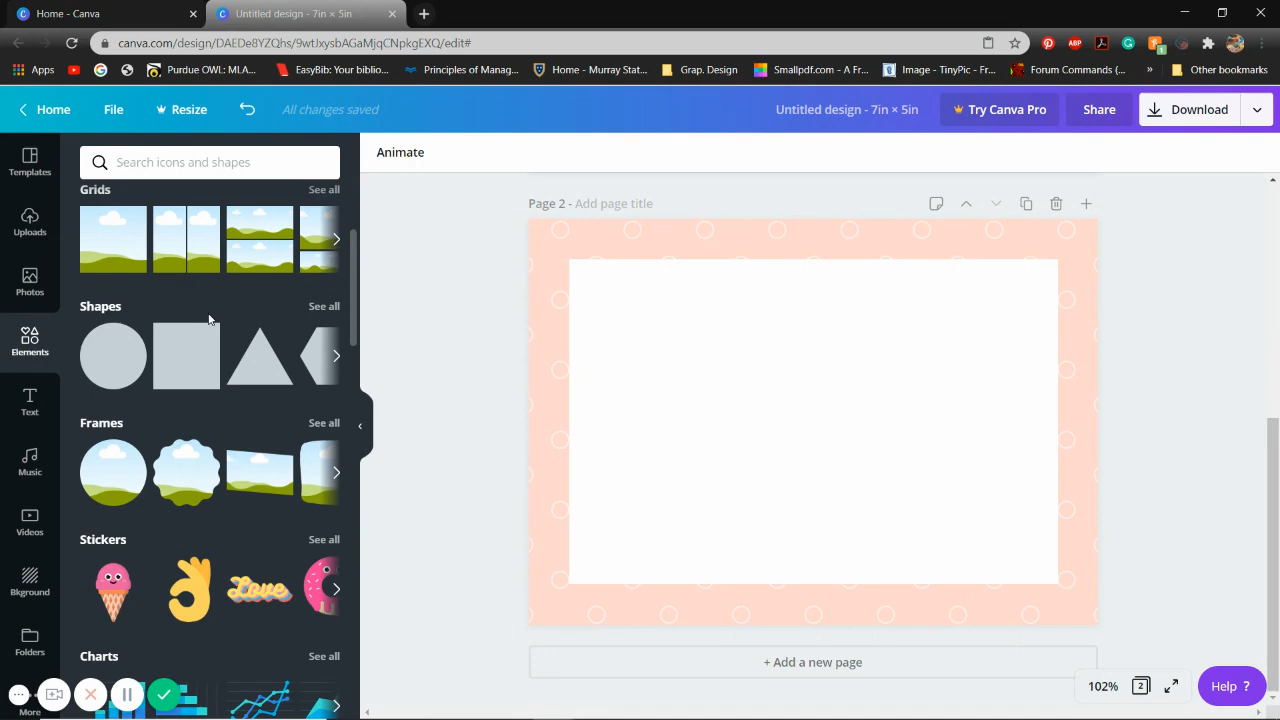 Home - Canva
Untitled design - 7in × 5in
canva.com/design/DAEDe8YZQhs/9wtJxysbAGaMjqCNpkgEXQ/edit#
Apps
Purdue OWL: MLA...
EasyBib: Your biblio...
Principles of Manag...
Home - Murray Stat...
Grap. Design
Snipbelf.com - A Fr...
Image - TinyPic - Fr...
Forum Commands (...
»
Other bookmarks
Home
File
Resize
All changes saved
Untitled design - 7in × 5in
Try Canva Pro
Share
Download
Templates
Uploads
Photos
Elements
Text
Music
Videos
Bkground
Folders
More
Search icons and shapes
Grids
See all
Shapes
See all
Frames
See all
Stickers
See all
Love
Charts
See all
Animate
Page 2 - Add page title
+ Add a new page
102%
2
Help ?